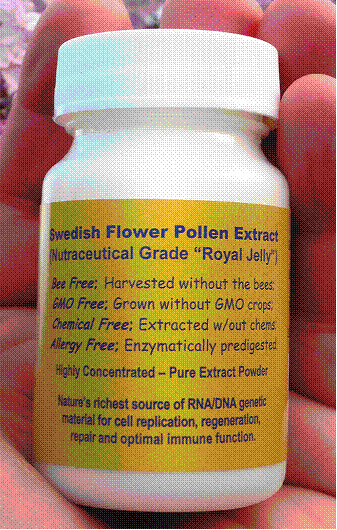 Swedish Flower Pollen Extract
(Nutraceutical Grade “Royal Jelly”)
Bee Free; Harvested without the bees;
GMO Free; Grown without GMO crops;
Chemical Free; Extracted w/out chems;
Allergy Free; Enzymatically predigested
Highly Concentrated – Pure Extract Powder
Nature's richest source of RNA/DNA genetic
material for cell replication, regeneration,
repair and optimal immune function.